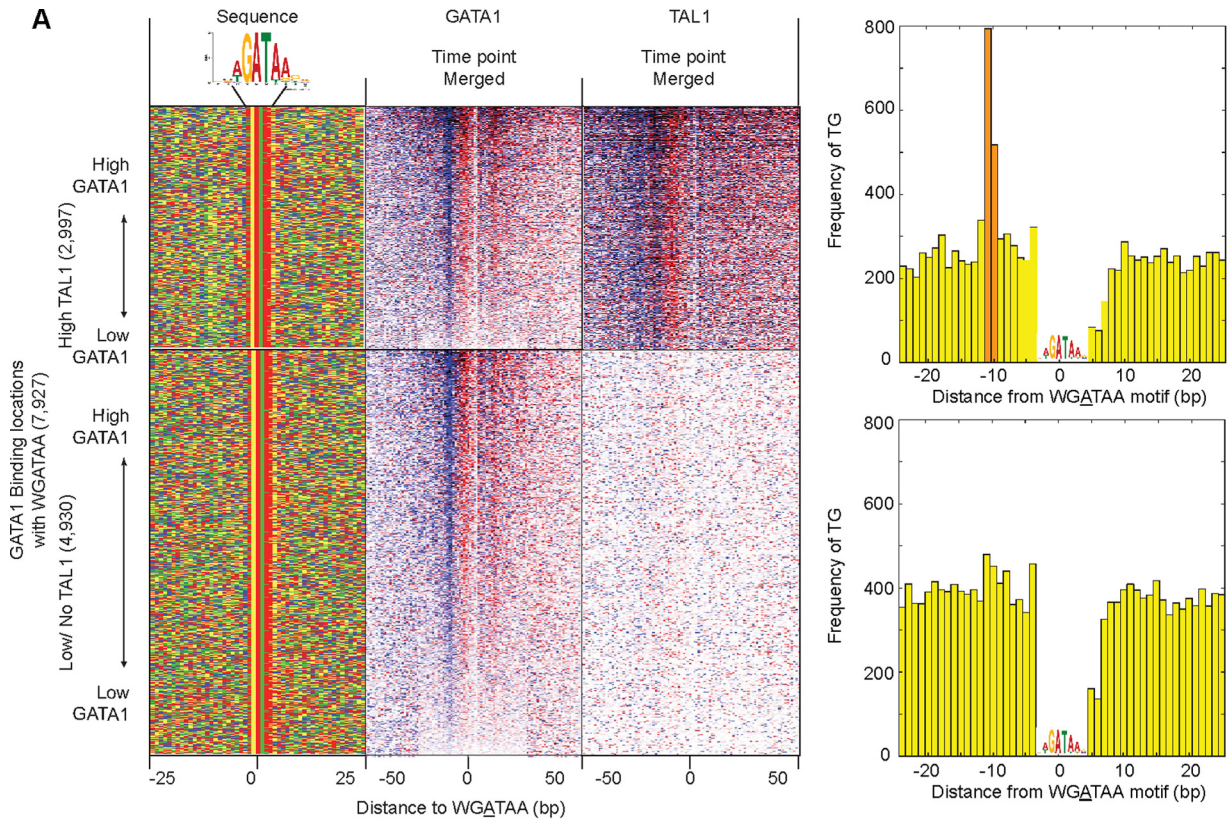 A
Sequence
GATA1
TAL1
AGATAA
Time point
Merged
Time point
Merged
GATA1 Binding locations
with WGATAA (7,927)
High TAL1 (2,997)
Low/ No TAL1 (4,930)
High
GATA1
Low
GATA1
High
GATA1
Low
GATA1
-25 0 25
-50 0 50
-50 0 50
Distance to WGATAA (bp)
Frequency of TG
800
600
400
200
0
AGATAA
-20 -10 0 10 20
Distance from WGATAA motif (bp)
Frequency of TG
800
600
400
200
0
AGATAA
-20 -10 0 10 20
Distance from WGATAA motif (bp)